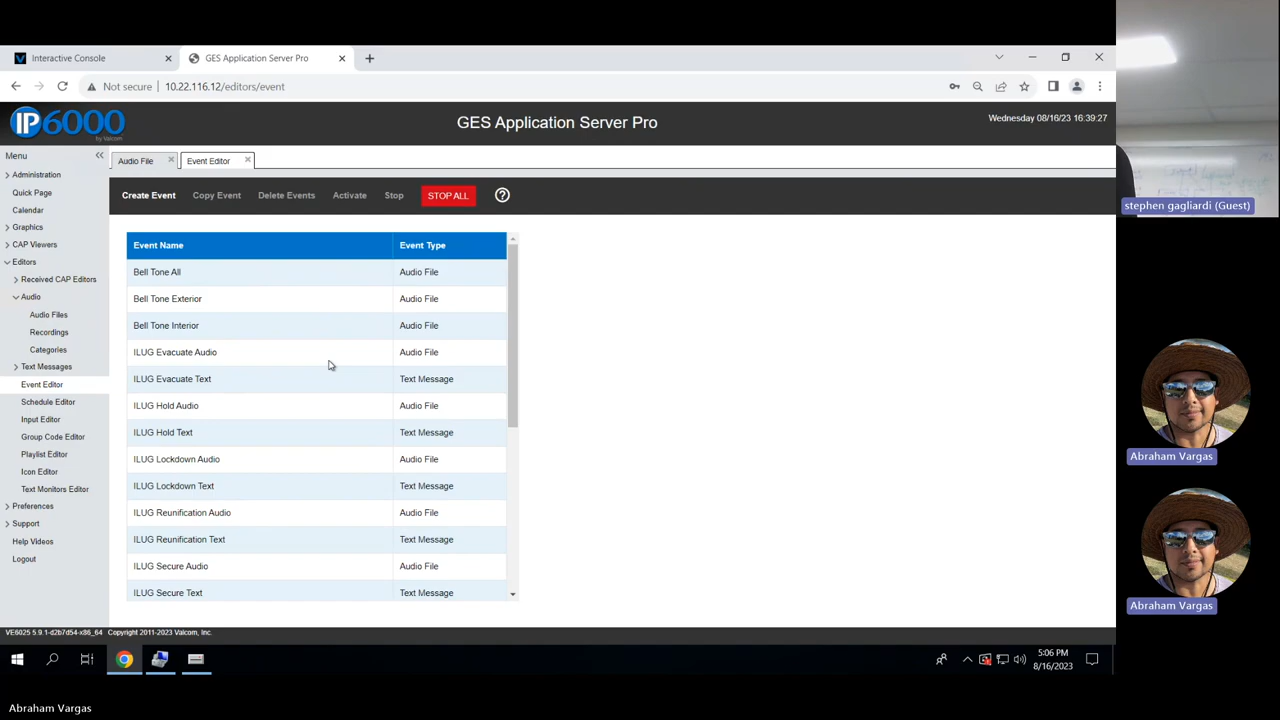 Interactive Console
GES Application Server Pro
Not secure
10.22.116.12/editors/event
IP6000
by Valcom
GES Application Server Pro
Wednesday 08/16/23 16:39:27
Menu
Administration
Quick Page
Calendar
Graphics
CAP Viewers
Editors
Received CAP Editors
Audio
Audio Files
Recordings
Categories
Text Messages
Event Editor
Schedule Editor
Input Editor
Group Code Editor
Playlist Editor
Icon Editor
Text Monitors Editor
Preferences
Support
Help Videos
Logout
Audio File
Event Editor
Create Event Copy Event Delete Events Activate Stop STOP ALL ?
Event Name Event Type
Bell Tone All Audio File
Bell Tone Exterior Audio File
Bell Tone Interior Audio File
ILUG Evacuate Audio Audio File
ILUG Evacuate Text Text Message
ILUG Hold Audio Audio File
ILUG Hold Text Text Message
ILUG Lockdown Audio Audio File
ILUG Lockdown Text Text Message
ILUG Reunification Audio Audio File
ILUG Reunification Text Text Message
ILUG Secure Audio Audio File
ILUG Secure Text Text Message
VE6025 5.9.1-d2b7d54-x86_64 Copyright 2011-2023 Valcom, Inc.
5:06 PM
8/16/2023
stephen gagliardi (Guest)
Abraham Vargas
Abraham Vargas
Abraham Vargas